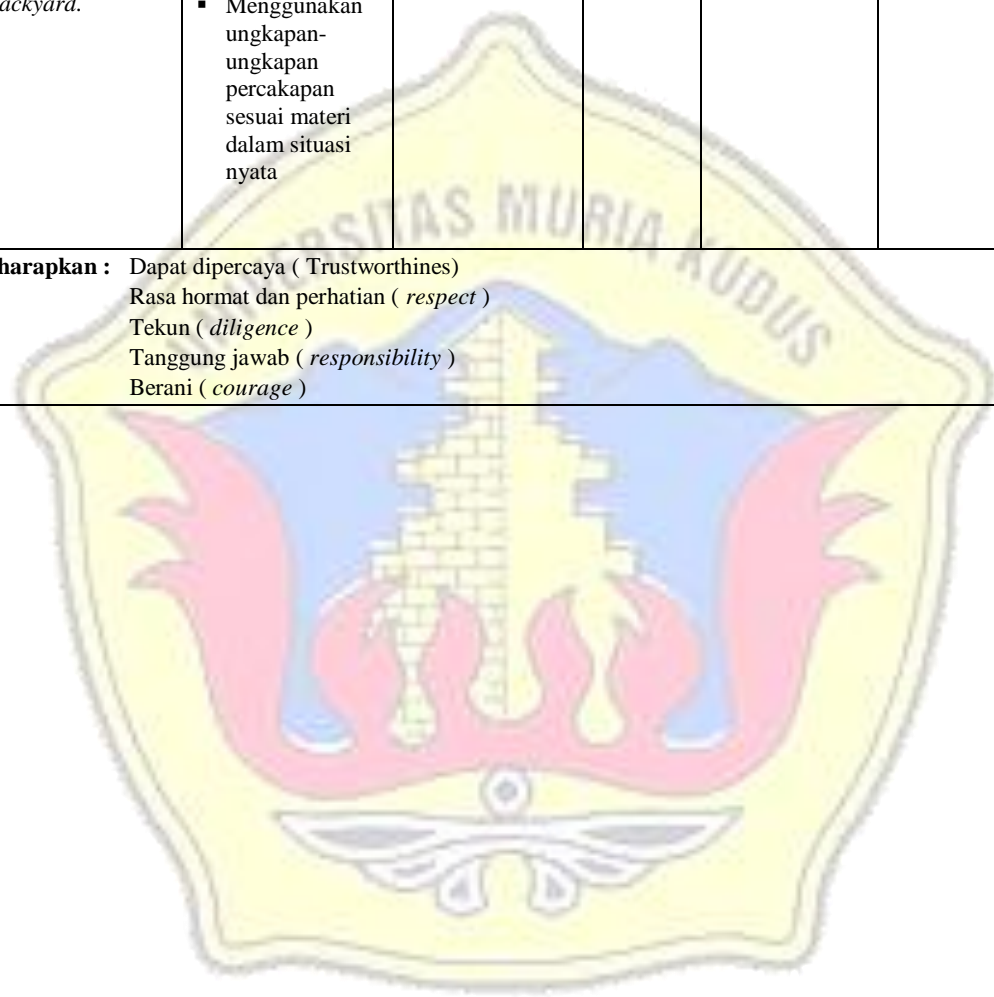 ackyard.
▪ Menggunakan
ungkapan-
ungkapan
percakapan
sesuai materi
dalam situasi
nyata
UNIVERSITAS MURIA KUDUS
harapkan : Dapat dipercaya ( Trustworthines)
Rasa hormat dan perhatian ( respect )
Tekun ( diligence )
Tanggung jawab ( responsibility )
Berani ( courage )